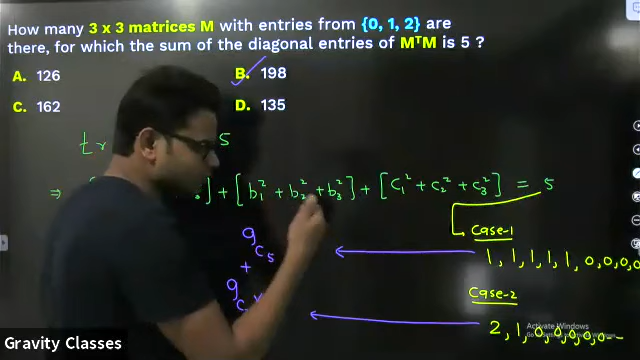 How many 3 x 3 matrices M with entries from {0, 1, 2} are
there, for which the sum of the diagonal entries of MᵀM is 5 ?
A. 126
B. 198
C. 162
D. 135
5
⇒ ] + [b₁² + b₂² + b₃²] + [c₁² + c₂² + c₃²] = 5
Case-1
⁹C₅
1, 1, 1, 1, 1, 0, 0, 0, 0
+
Case-2
⁹C
2, 1, 0, 0, 0, 0, 0--
Activate Windows
Gravity Classes